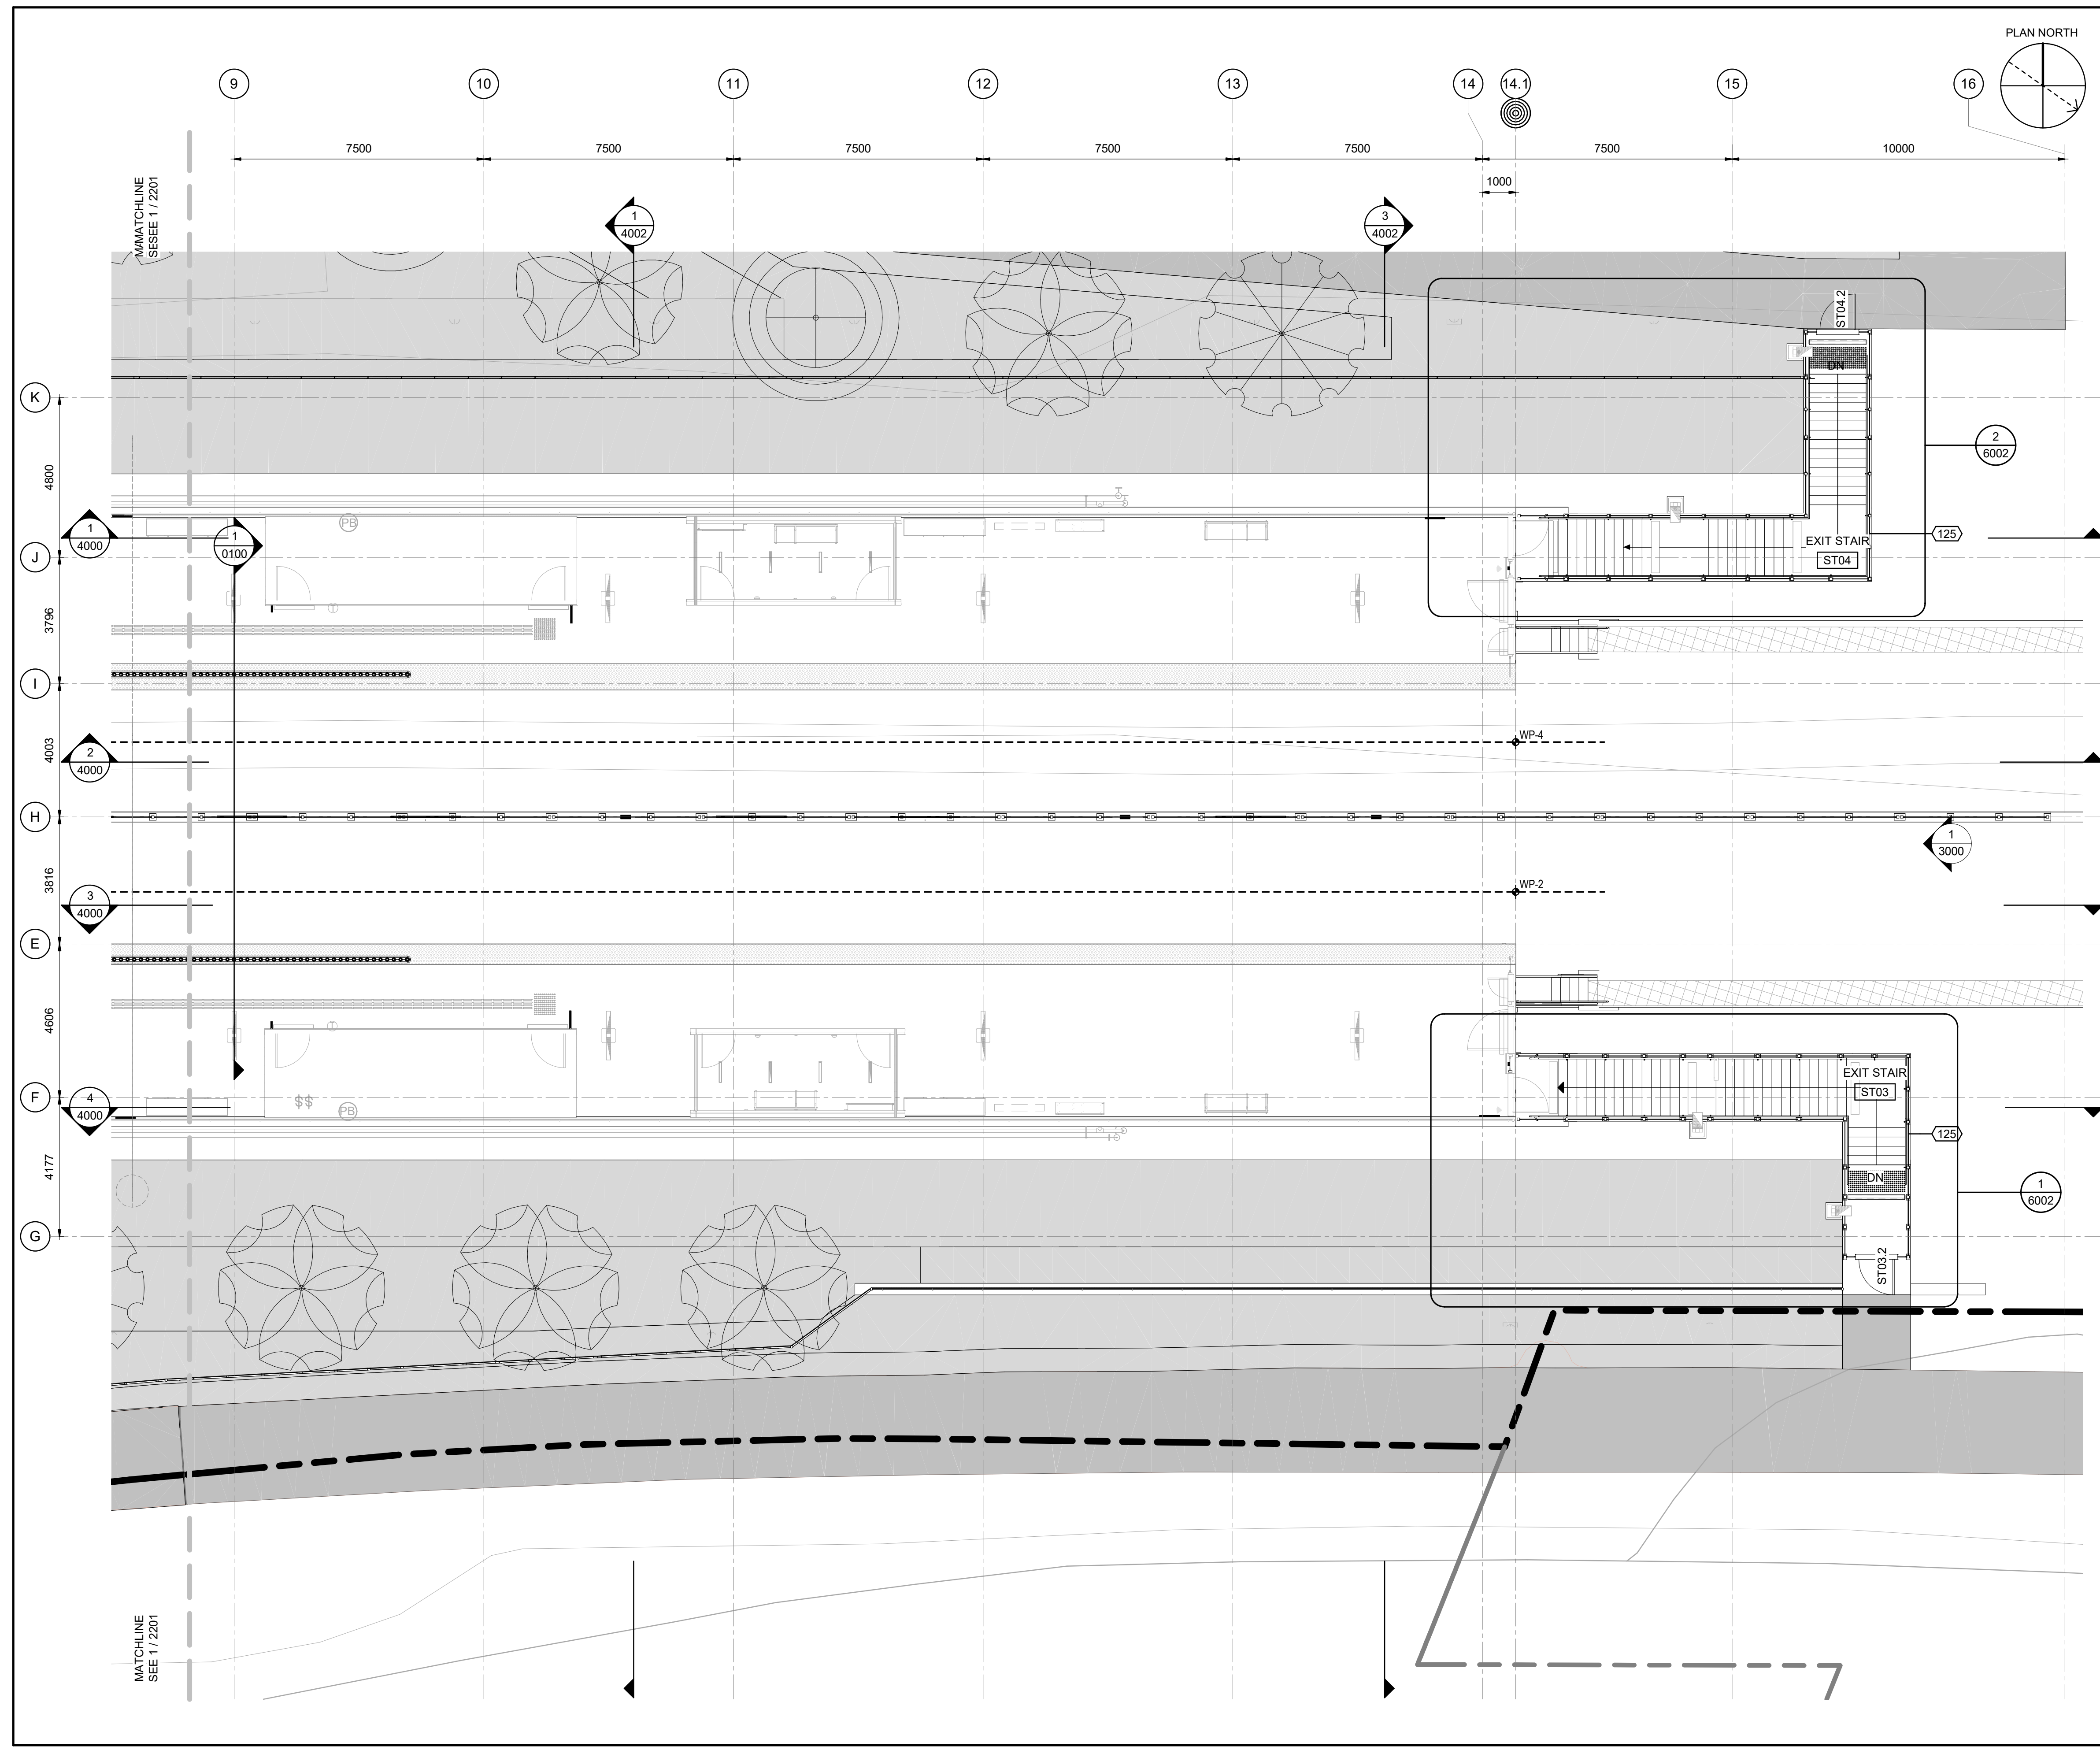 PLAN NORTH
9
10
11
12
13
14
14.1
15
16
7500
7500
7500
7500
7500
7500
10000
1000
MATCHLINE
SEE 1 / 2201
1
4002
3
4002
ST04.2
DN
K
2
6002
4800
1
4000
PB
1
0100
125
EXIT STAIR
ST04
J
T
3796
I
WP-4
2
4000
4003
H
1
3000
3816
WP-2
3
4000
E
4606
T
EXIT STAIR
ST03
F
4
4000
$$
PB
125
4177
DN
1
6002
G
ST03.2
MATCHLINE
SEE 1 / 2201